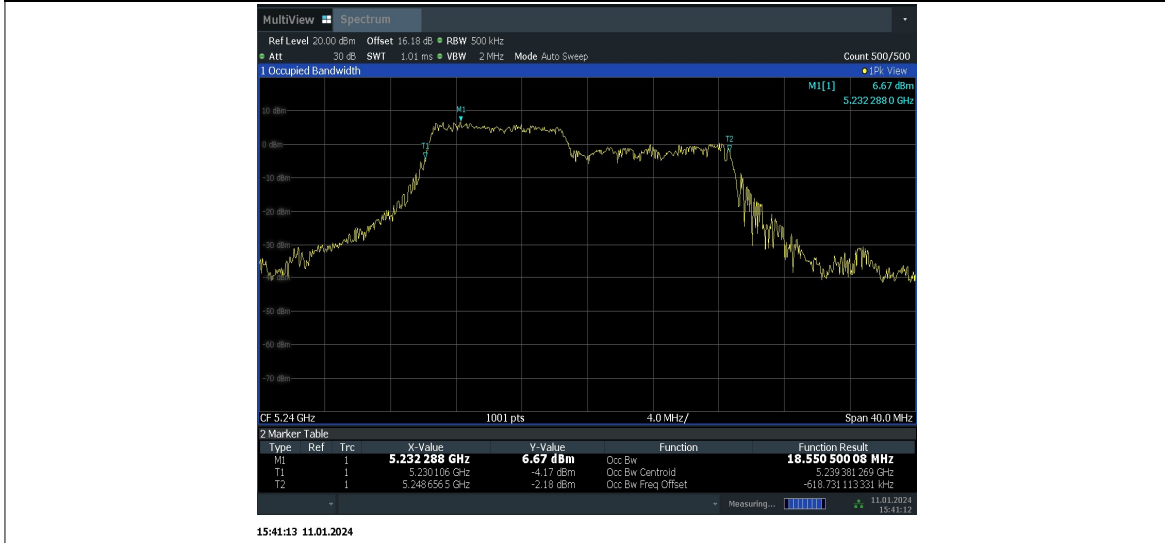 MultiView Spectrum
Ref Level 20.00 dBm Offset 16.18 dB RBW 500 kHz
Att 30 dB SWT 1.01 ms VBW 2 MHz Mode Auto Sweep Count 500/500
1 Occupied Bandwidth 1Pk View
M1[1] 6.67 dBm
5.232 288 0 GHz
10 dBm
M1
0 dBm
T1
T2
-10 dBm
-20 dBm
-30 dBm
-40 dBm
-50 dBm
-60 dBm
-70 dBm
CF 5.24 GHz 1001 pts 4.0 MHz/ Span 40.0 MHz
2 Marker Table
Type Ref Trc X-Value Y-Value Function Function Result
M1 1 5.232 288 GHz 6.67 dBm Occ Bw 18.550 500 08 MHz
T1 1 5.230 106 GHz -4.17 dBm Occ Bw Centroid 5.239 381 269 GHz
T2 1 5.248 656 5 GHz -2.18 dBm Occ Bw Freq Offset -618.731 113 331 kHz
Measuring... 11.01.2024
15:41:12
15:41:13 11.01.2024